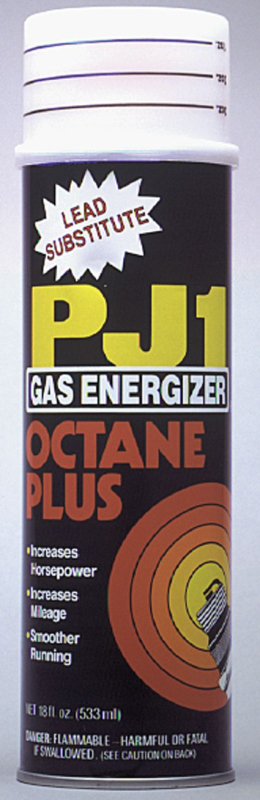 LEAD
SUBSTITUTE
PJ1
GAS ENERGIZER
OCTANE
PLUS
•Increases
Horsepower
•Increases
Mileage
•Smoother
Running
NET 18 fl. oz. (533 ml)
DANGER: FLAMMABLE – HARMFUL OR FATAL
IF SWALLOWED. (SEE CAUTION ON BACK)